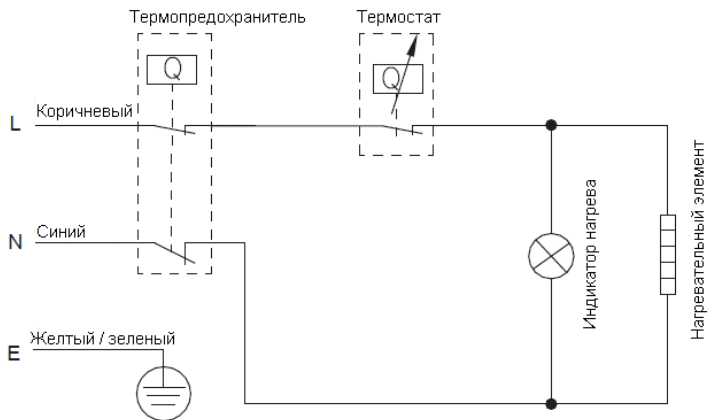 Термопредохранитель
Термостат
Q
Q
L
Коричневый
N
Синий
E
Желтый / зеленый
Индикатор нагрева
Нагревательный элемент